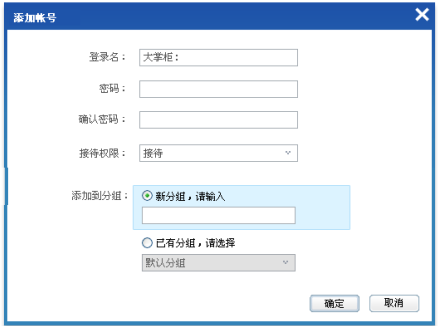 添加帐号
登录名： 大掌柜：
密码：
确认密码：
接待权限： 接待
添加到分组： 新分组，请输入
已有分组，请选择
默认分组
确定 取消